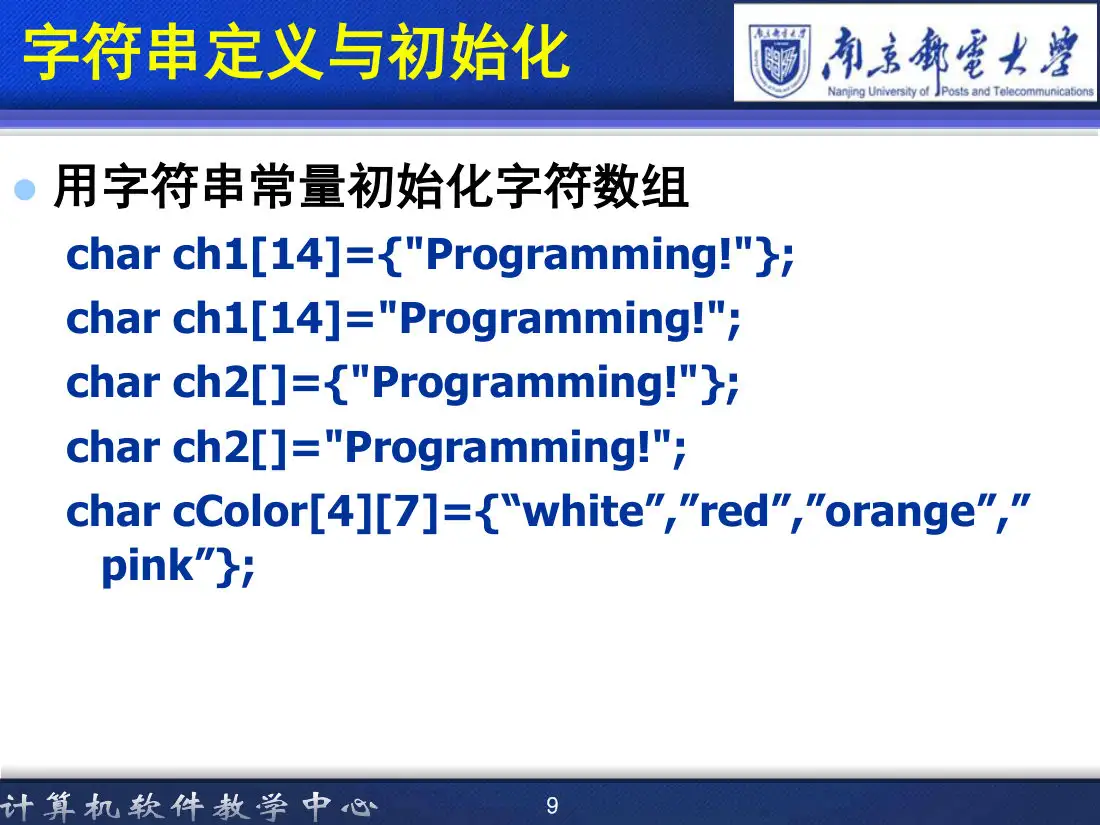 字符串定义与初始化
南京邮电大学
Nanjing University of Posts and Telecommunications
用字符串常量初始化字符数组
char ch1[14]={"Programming!"};
char ch1[14]="Programming!";
char ch2[]={"Programming!"};
char ch2[]="Programming!";
char cColor[4][7]={“white”,”red”,”orange”,”
pink”};
计算机软件教学中心
9